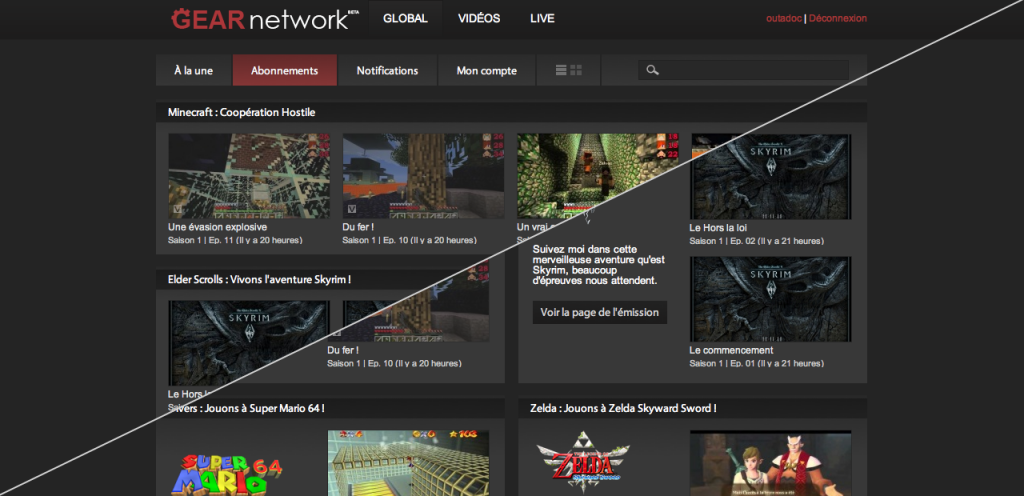 GEAR network BETA
GLOBAL VIDÉOS LIVE
outadoc | Déconnexion
À la une Abonnements Notifications Mon compte
Minecraft : Coopération Hostile
SKYRIM
Une évasion explosive
Saison 1 | Ep. 11 (Il y a 20 heures)
Du fer !
Saison 1 | Ep. 10 (Il y a 20 heures)
Un vrai
Saison 1
Le Hors la loi
Saison 1 | Ep. 02 (Il y a 21 heures)
Suivez moi dans cette
merveilleuse aventure qu'est
Skyrim, beaucoup
d'épreuves nous attendent.
Voir la page de l'émission
SKYRIM
Le commencement
Saison 1 | Ep. 01 (Il y a 21 heures)
Elder Scrolls : Vivons l'aventure Skyrim !
SKYRIM
Le Hors
Du fer !
Saison 1 | Ep. 10 (Il y a 20 heures)
: Jouons à Super Mario 64 !
SUPER
MARIO 64
Zelda : Jouons à Zelda Skyward Sword !
ZELDA